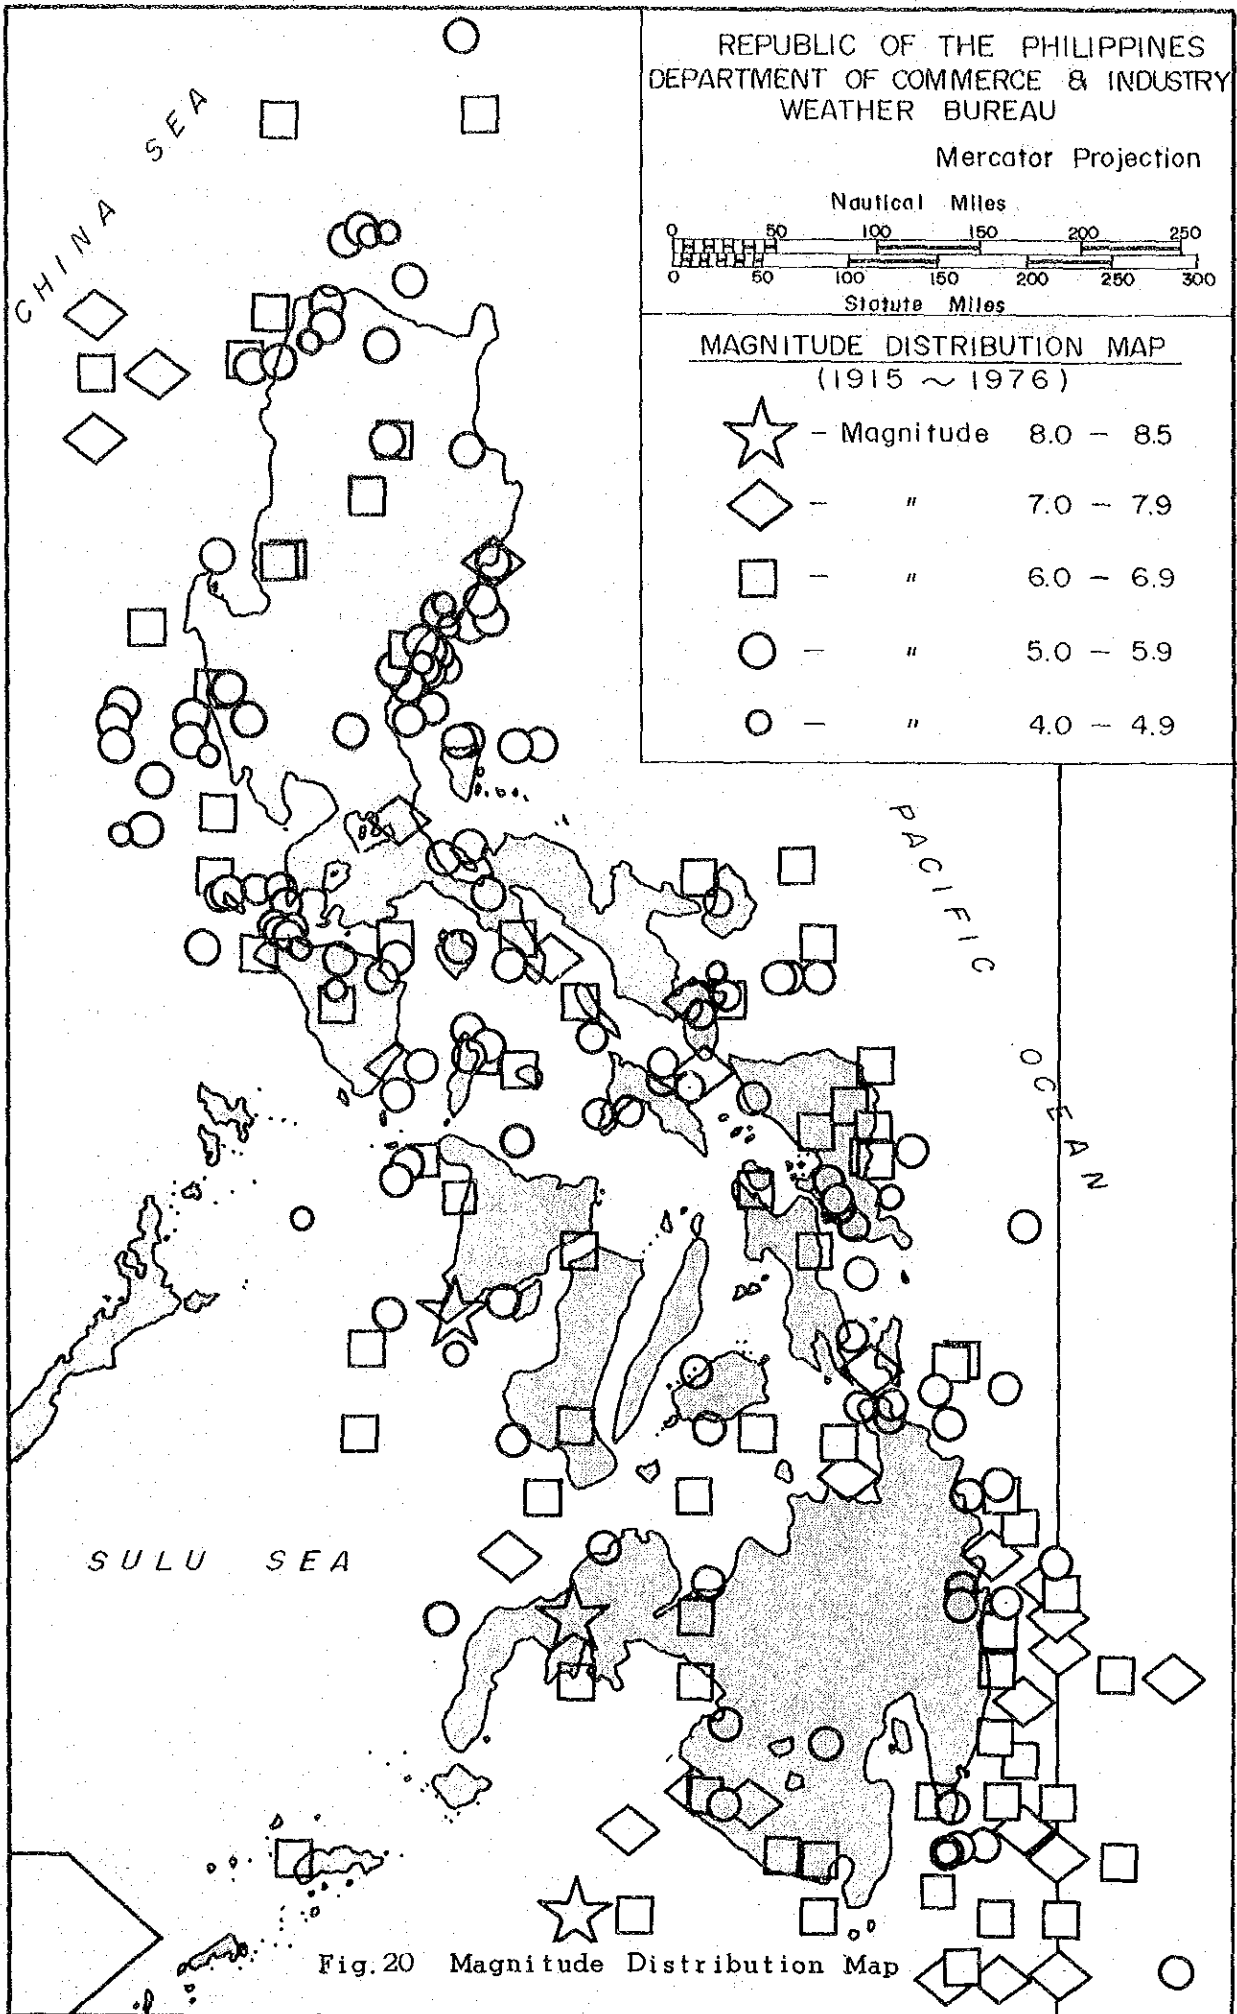 REPUBLIC OF THE PHILIPPINES
DEPARTMENT OF COMMERCE & INDUSTRY
WEATHER BUREAU
Mercator Projection
Nautical Miles
0 50 100 150 200 250
0 50 100 150 200 250 300
Statute Miles
MAGNITUDE DISTRIBUTION MAP
(1915 ~ 1976)
– Magnitude 8.0 – 8.5
– " 7.0 – 7.9
– " 6.0 – 6.9
– " 5.0 – 5.9
– " 4.0 – 4.9
CHINA SEA
PACIFIC OCEAN
SULU SEA
Fig. 20 Magnitude Distribution Map